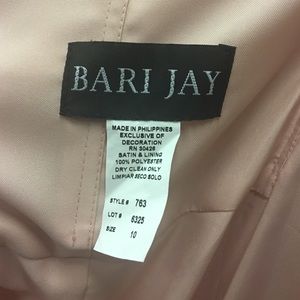 BARI JAY
MADE IN PHILIPPINES
EXCLUSIVE OF
DECORATION
RN 50426
SATIN & LINING
100% POLYESTER
DRY CLEAN ONLY
LIMPIAR SECO SOLO
STYLE # 763
LOT # 6325
SIZE 10